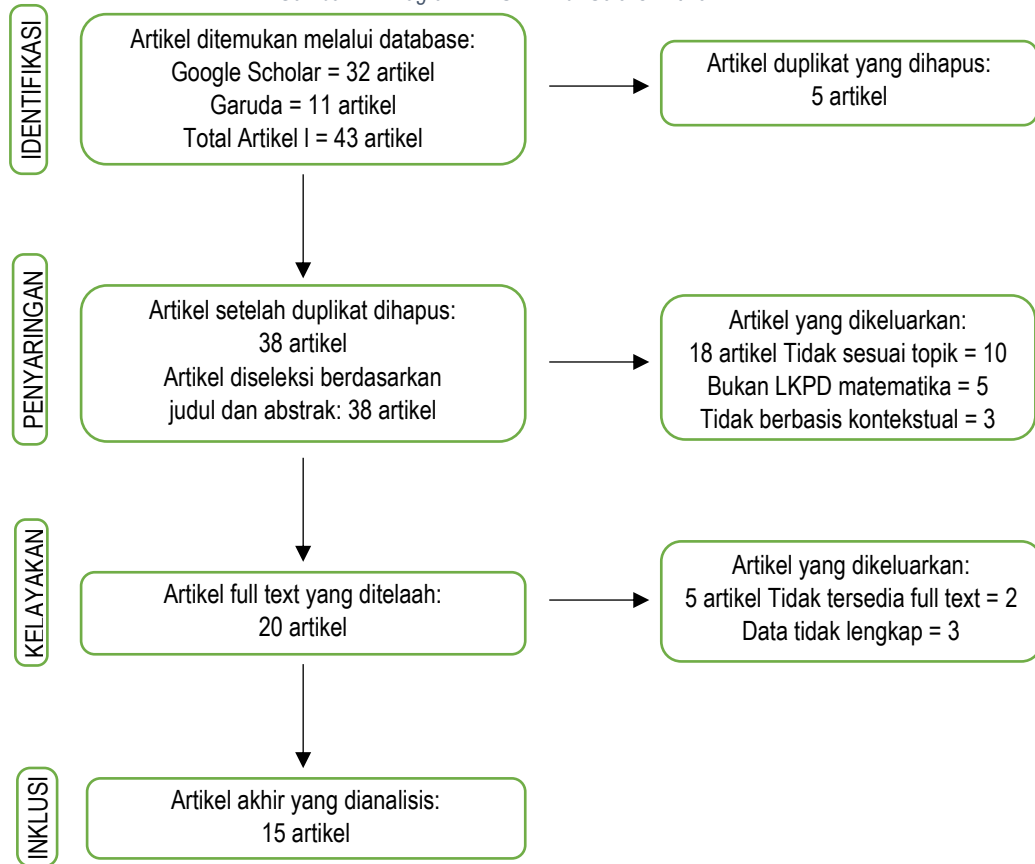 IDENTIFIKASI
Artikel ditemukan melalui database:
Google Scholar = 32 artikel
Garuda = 11 artikel
Total Artikel I = 43 artikel
Artikel duplikat yang dihapus:
5 artikel
PENYARINGAN
Artikel setelah duplikat dihapus:
38 artikel
Artikel diseleksi berdasarkan
judul dan abstrak: 38 artikel
Artikel yang dikeluarkan:
18 artikel Tidak sesuai topik = 10
Bukan LKPD matematika = 5
Tidak berbasis kontekstual = 3
KELAYAKAN
Artikel full text yang ditelaah:
20 artikel
Artikel yang dikeluarkan:
5 artikel Tidak tersedia full text = 2
Data tidak lengkap = 3
INKLUSI
Artikel akhir yang dianalisis:
15 artikel